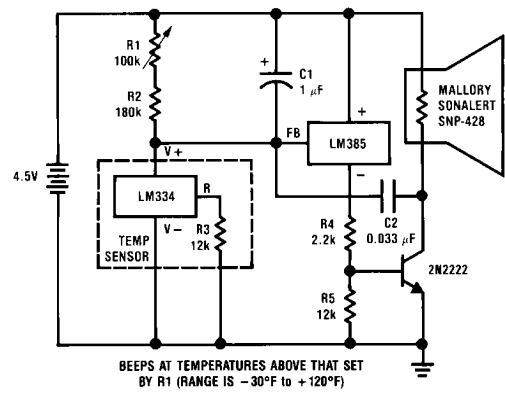 R1
100k
R2
180k
+
C1
1 µF
MALLORY
SONALERT
SNP-428
+
FB
LM385
−
V+
4.5V
LM334
R
V−
R3
12k
TEMP
SENSOR
R4
2.2k
C2
0.033 µF
2N2222
R5
12k
BEEPS AT TEMPERATURES ABOVE THAT SET
BY R1 (RANGE IS −30°F to +120°F)